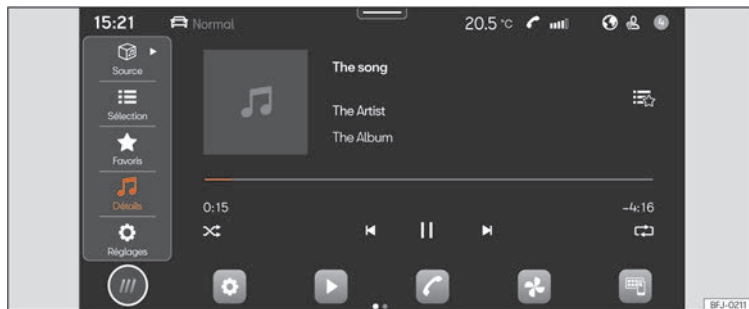 15:21 Normal 20.5 °C 4
Source
Sélection
Favoris
Détails
Réglages
The song
The Artist
The Album
0:15 -4:16
BFJ-0211